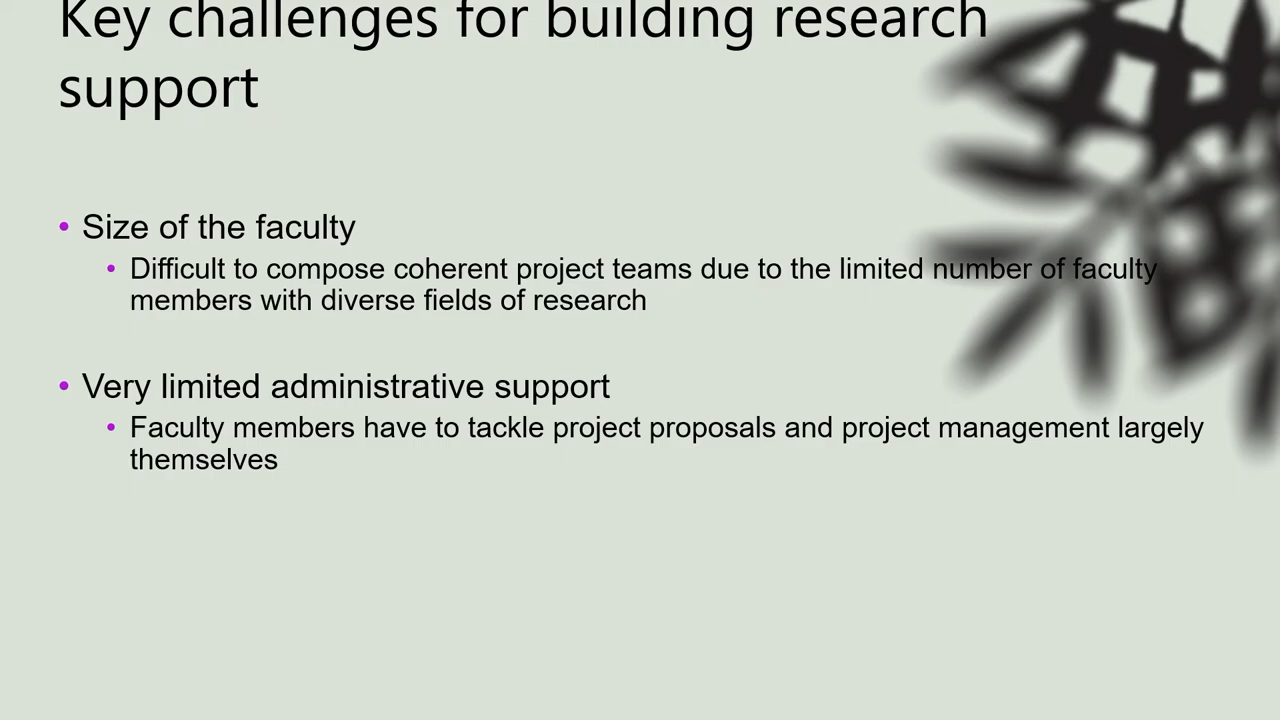 Key challenges for building research
support
• Size of the faculty
• Difficult to compose coherent project teams due to the limited number of faculty
members with diverse fields of research
• Very limited administrative support
• Faculty members have to tackle project proposals and project management largely
themselves